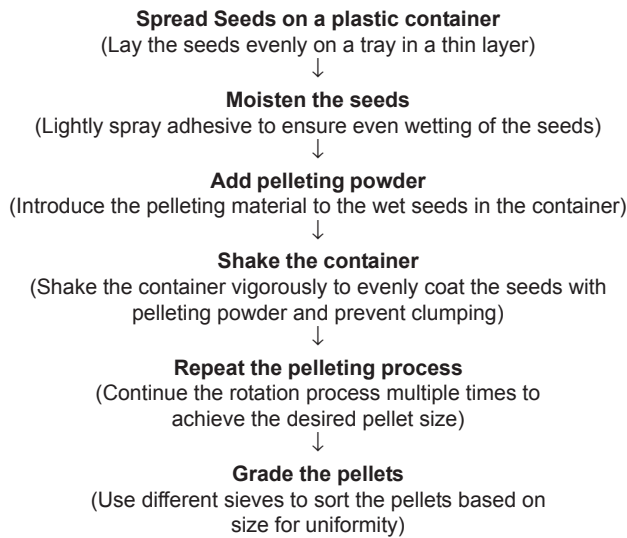 Spread Seeds on a plastic container
(Lay the seeds evenly on a tray in a thin layer)
↓
Moisten the seeds
(Lightly spray adhesive to ensure even wetting of the seeds)
↓
Add pelleting powder
(Introduce the pelleting material to the wet seeds in the container)
↓
Shake the container
(Shake the container vigorously to evenly coat the seeds with
pelleting powder and prevent clumping)
↓
Repeat the pelleting process
(Continue the rotation process multiple times to
achieve the desired pellet size)
↓
Grade the pellets
(Use different sieves to sort the pellets based on
size for uniformity)